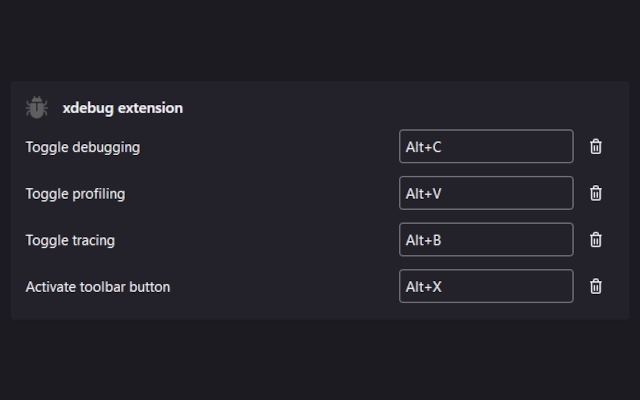 xdebug extension
Toggle debugging Alt+C
Toggle profiling Alt+V
Toggle tracing Alt+B
Activate toolbar button Alt+X